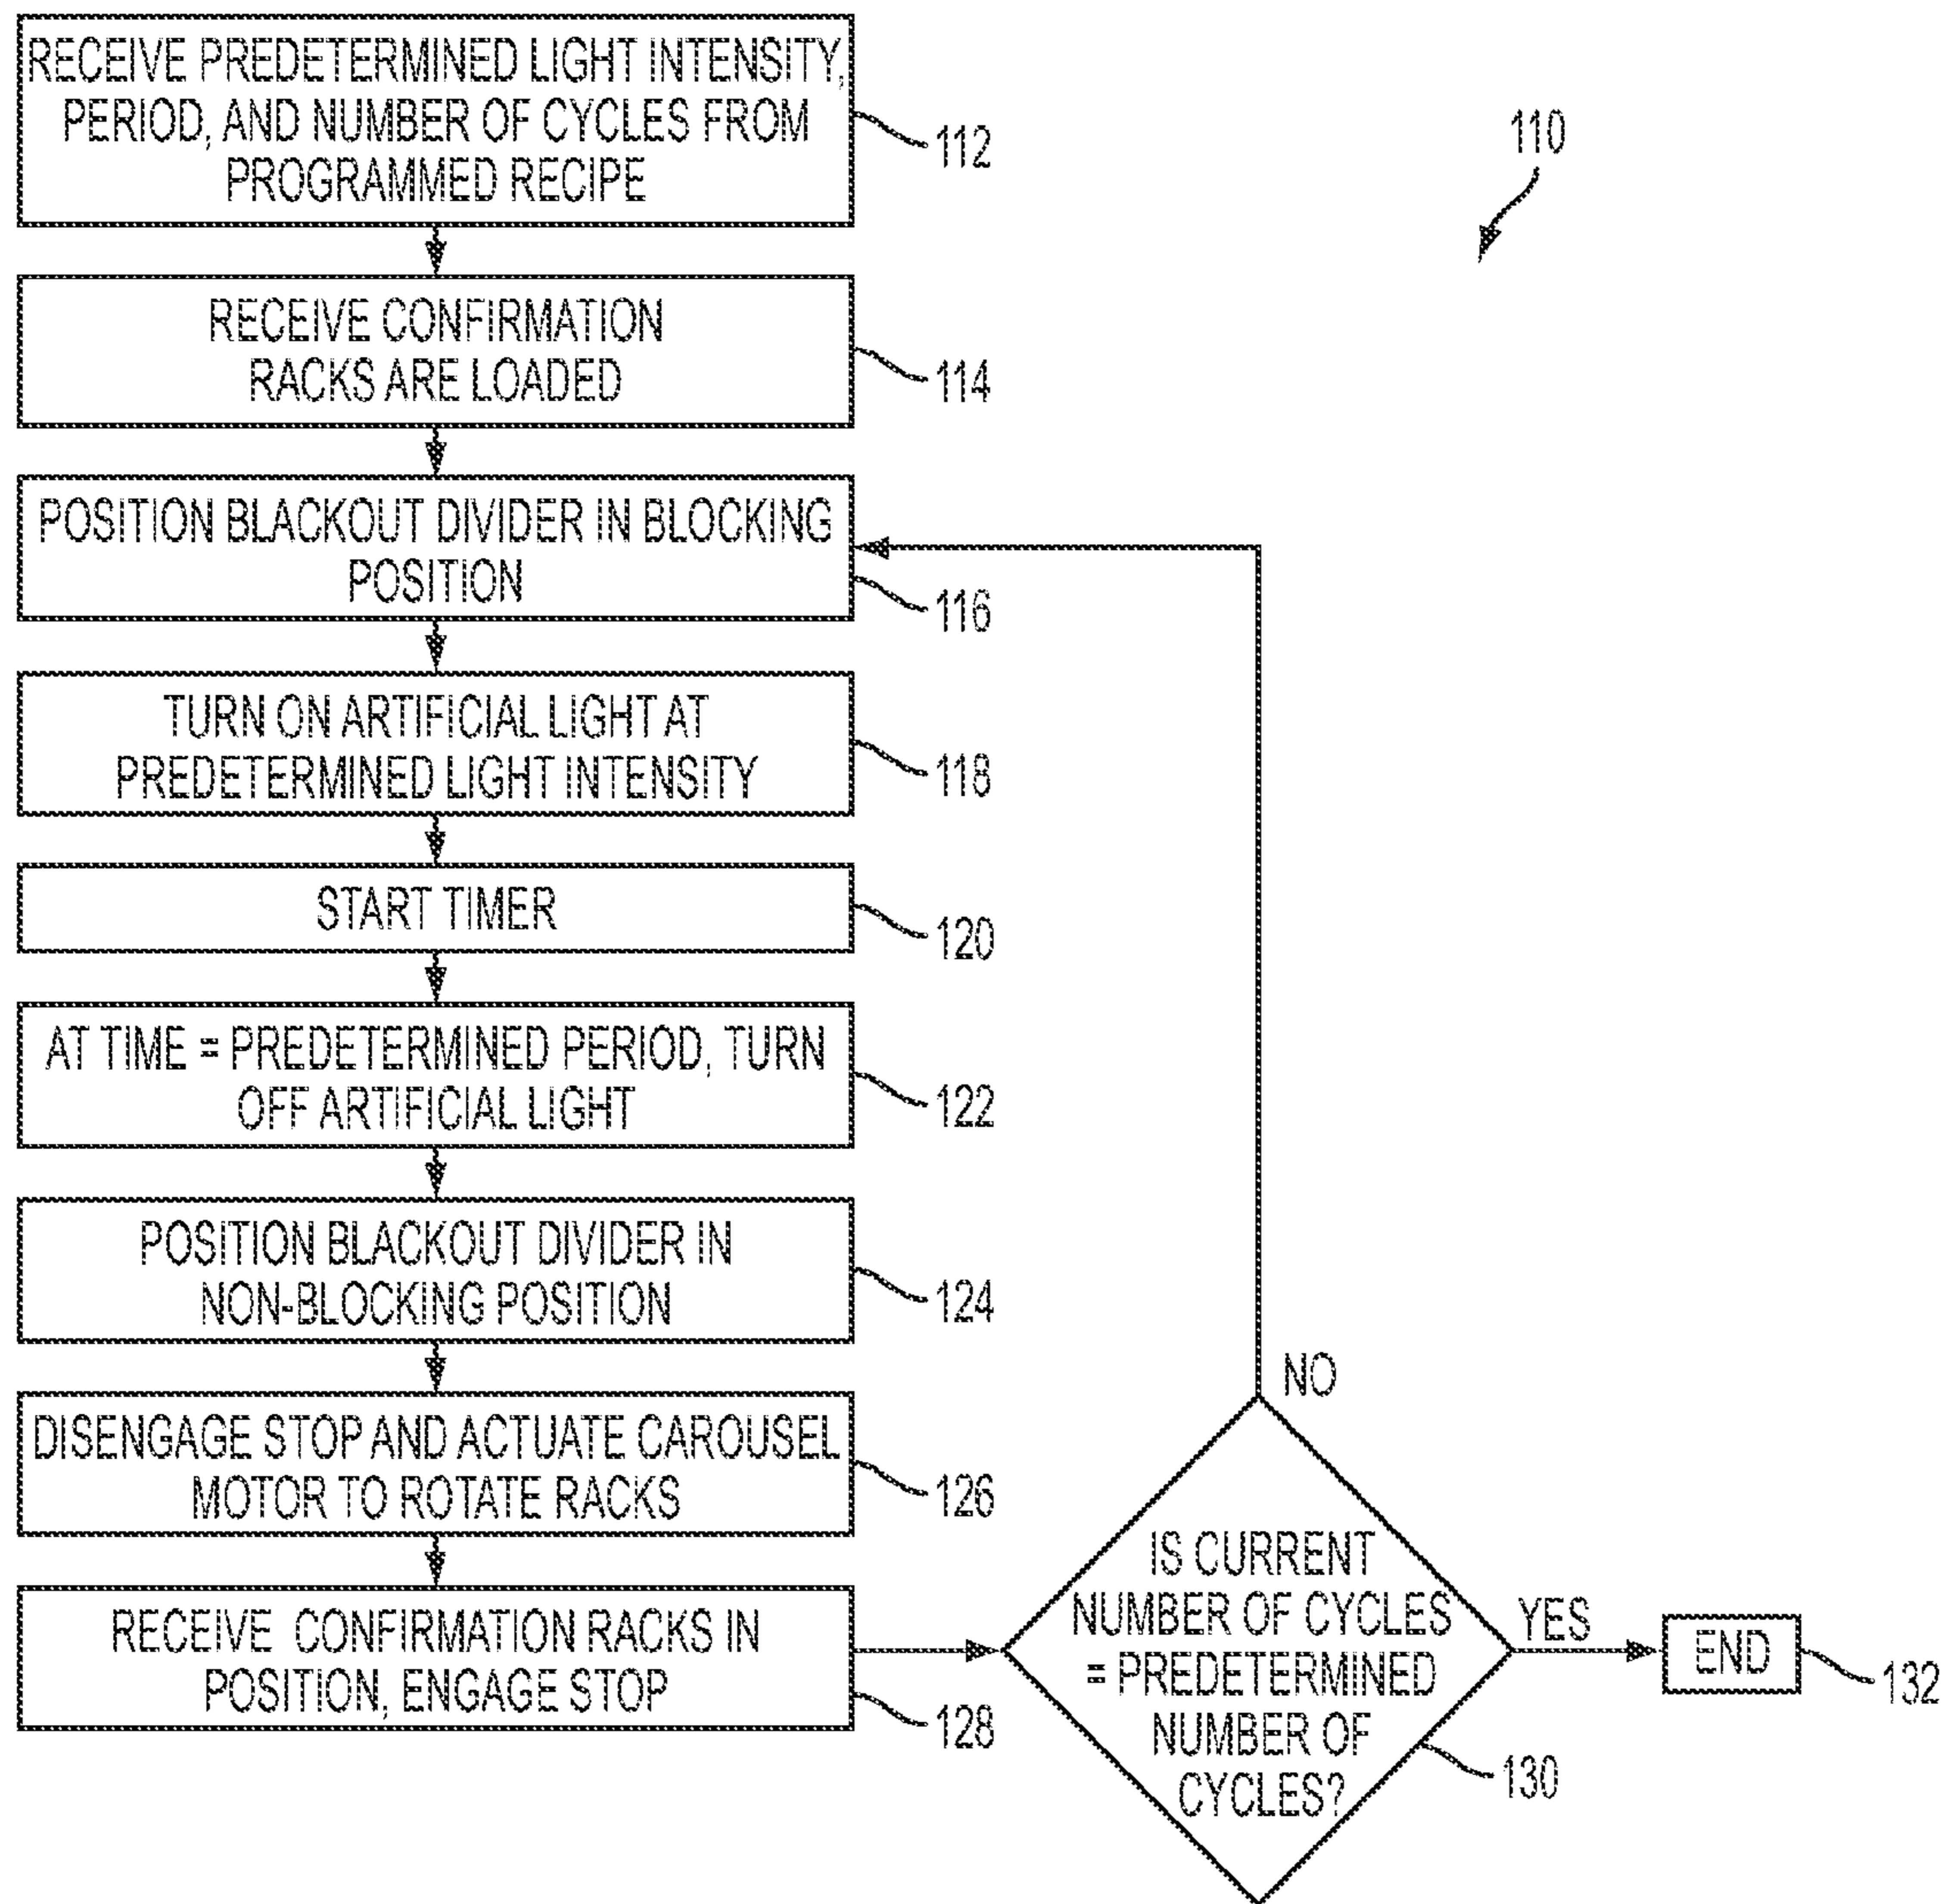 RECEIVE PREDETERMINED LIGHT INTENSITY,
PERIOD, AND NUMBER OF CYCLES FROM
PROGRAMMED RECIPE
112
110
RECEIVE CONFIRMATION
RACKS ARE LOADED
114
POSITION BLACKOUT DIVIDER IN BLOCKING
POSITION
116
TURN ON ARTIFICIAL LIGHT AT
PREDETERMINED LIGHT INTENSITY
118
START TIMER
120
AT TIME = PREDETERMINED PERIOD, TURN
OFF ARTIFICIAL LIGHT
122
POSITION BLACKOUT DIVIDER IN
NON-BLOCKING POSITION
124
DISENGAGE STOP AND ACTUATE CAROUSEL
MOTOR TO ROTATE RACKS
126
RECEIVE CONFIRMATION RACKS IN
POSITION, ENGAGE STOP
128
NO
IS CURRENT
NUMBER OF CYCLES
= PREDETERMINED
NUMBER OF
CYCLES?
130
YES
END
132